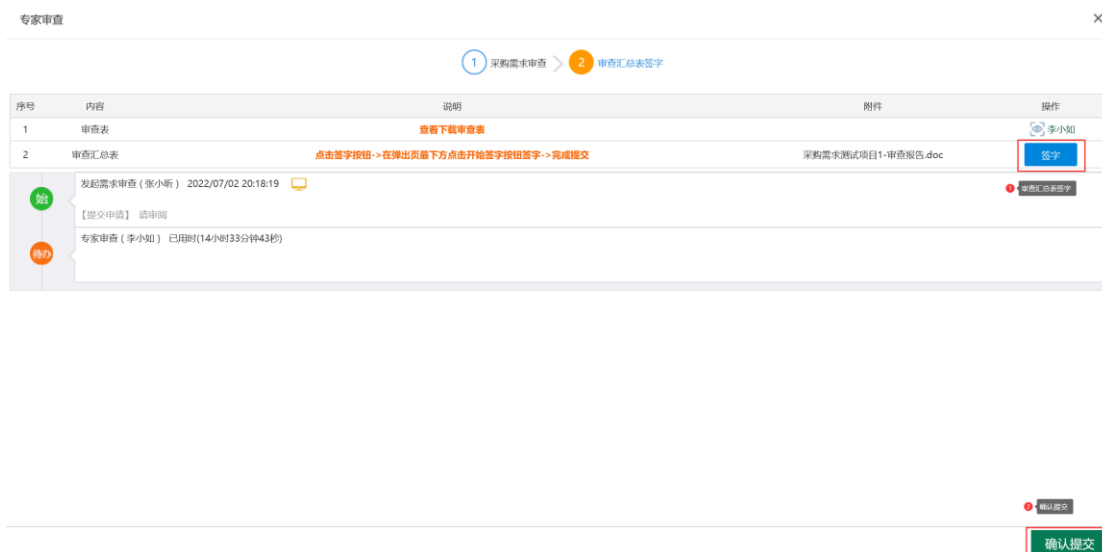 专家审查 ×
1 采购需求审查 2 审查汇总表签字
序号 内容 说明 附件 操作
1 审查表 查看下载审查表 李小如
2 审查汇总表 点击签字按钮->在弹出页最下方点击开始签字按钮签字->完成提交 采购需求测试项目1-审查报告.doc 签字
始 发起需求审查 ( 张小昕 ) 2022/07/02 20:18:19 1 审查汇总表签字
【提交申请】 请审阅
待办 专家审查 ( 李小如 ) 已用时(14小时33分钟43秒)
2 确认提交
确认提交